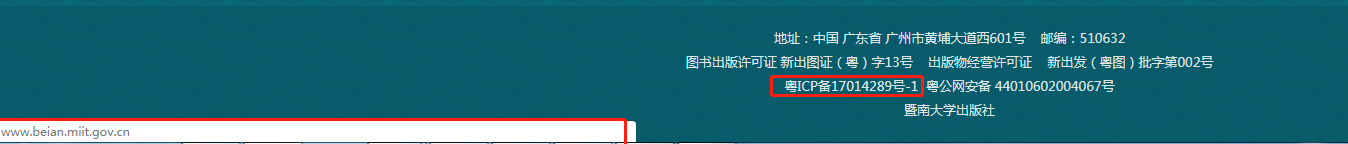 地址：中国 广东省 广州市黄埔大道西601号 邮编：510632
图书出版许可证 新出图证（粤）字13号 出版物经营许可证 新出发（粤图）批字第002号
粤ICP备17014289号-1 粤公网安备 44010602004067号
暨南大学出版社
www.beian.miit.gov.cn